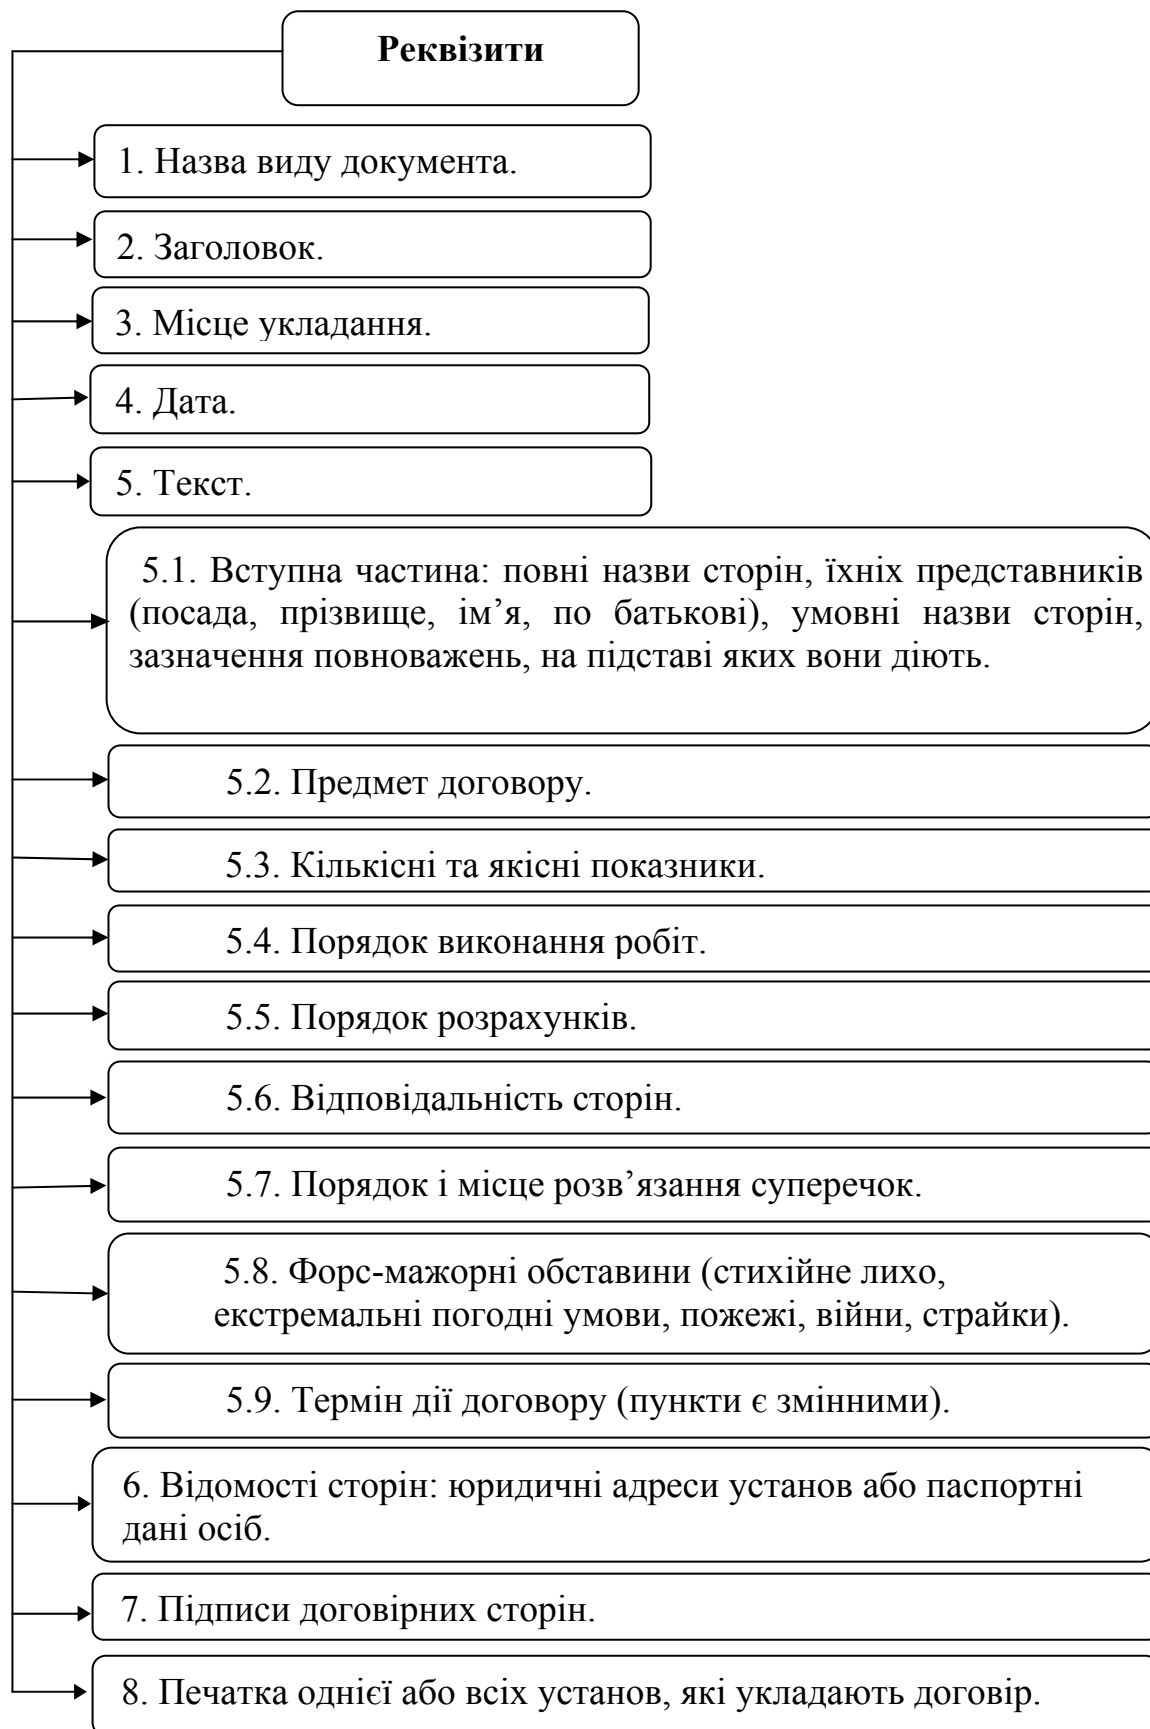 Реквізити
1. Назва виду документа.
2. Заголовок.
3. Місце укладання.
4. Дата.
5. Текст.
5.1. Вступна частина: повні назви сторін, їхніх представників
(посада, прізвище, ім’я, по батькові), умовні назви сторін,
зазначення повноважень, на підставі яких вони діють.
5.2. Предмет договору.
5.3. Кількісні та якісні показники.
5.4. Порядок виконання робіт.
5.5. Порядок розрахунків.
5.6. Відповідальність сторін.
5.7. Порядок і місце розв’язання суперечок.
5.8. Форс-мажорні обставини (стихійне лихо,
екстремальні погодні умови, пожежі, війни, страйки).
5.9. Термін дії договору (пункти є змінними).
6. Відомості сторін: юридичні адреси установ або паспортні
дані осіб.
7. Підписи договірних сторін.
8. Печатка однієї або всіх установ, які укладають договір.